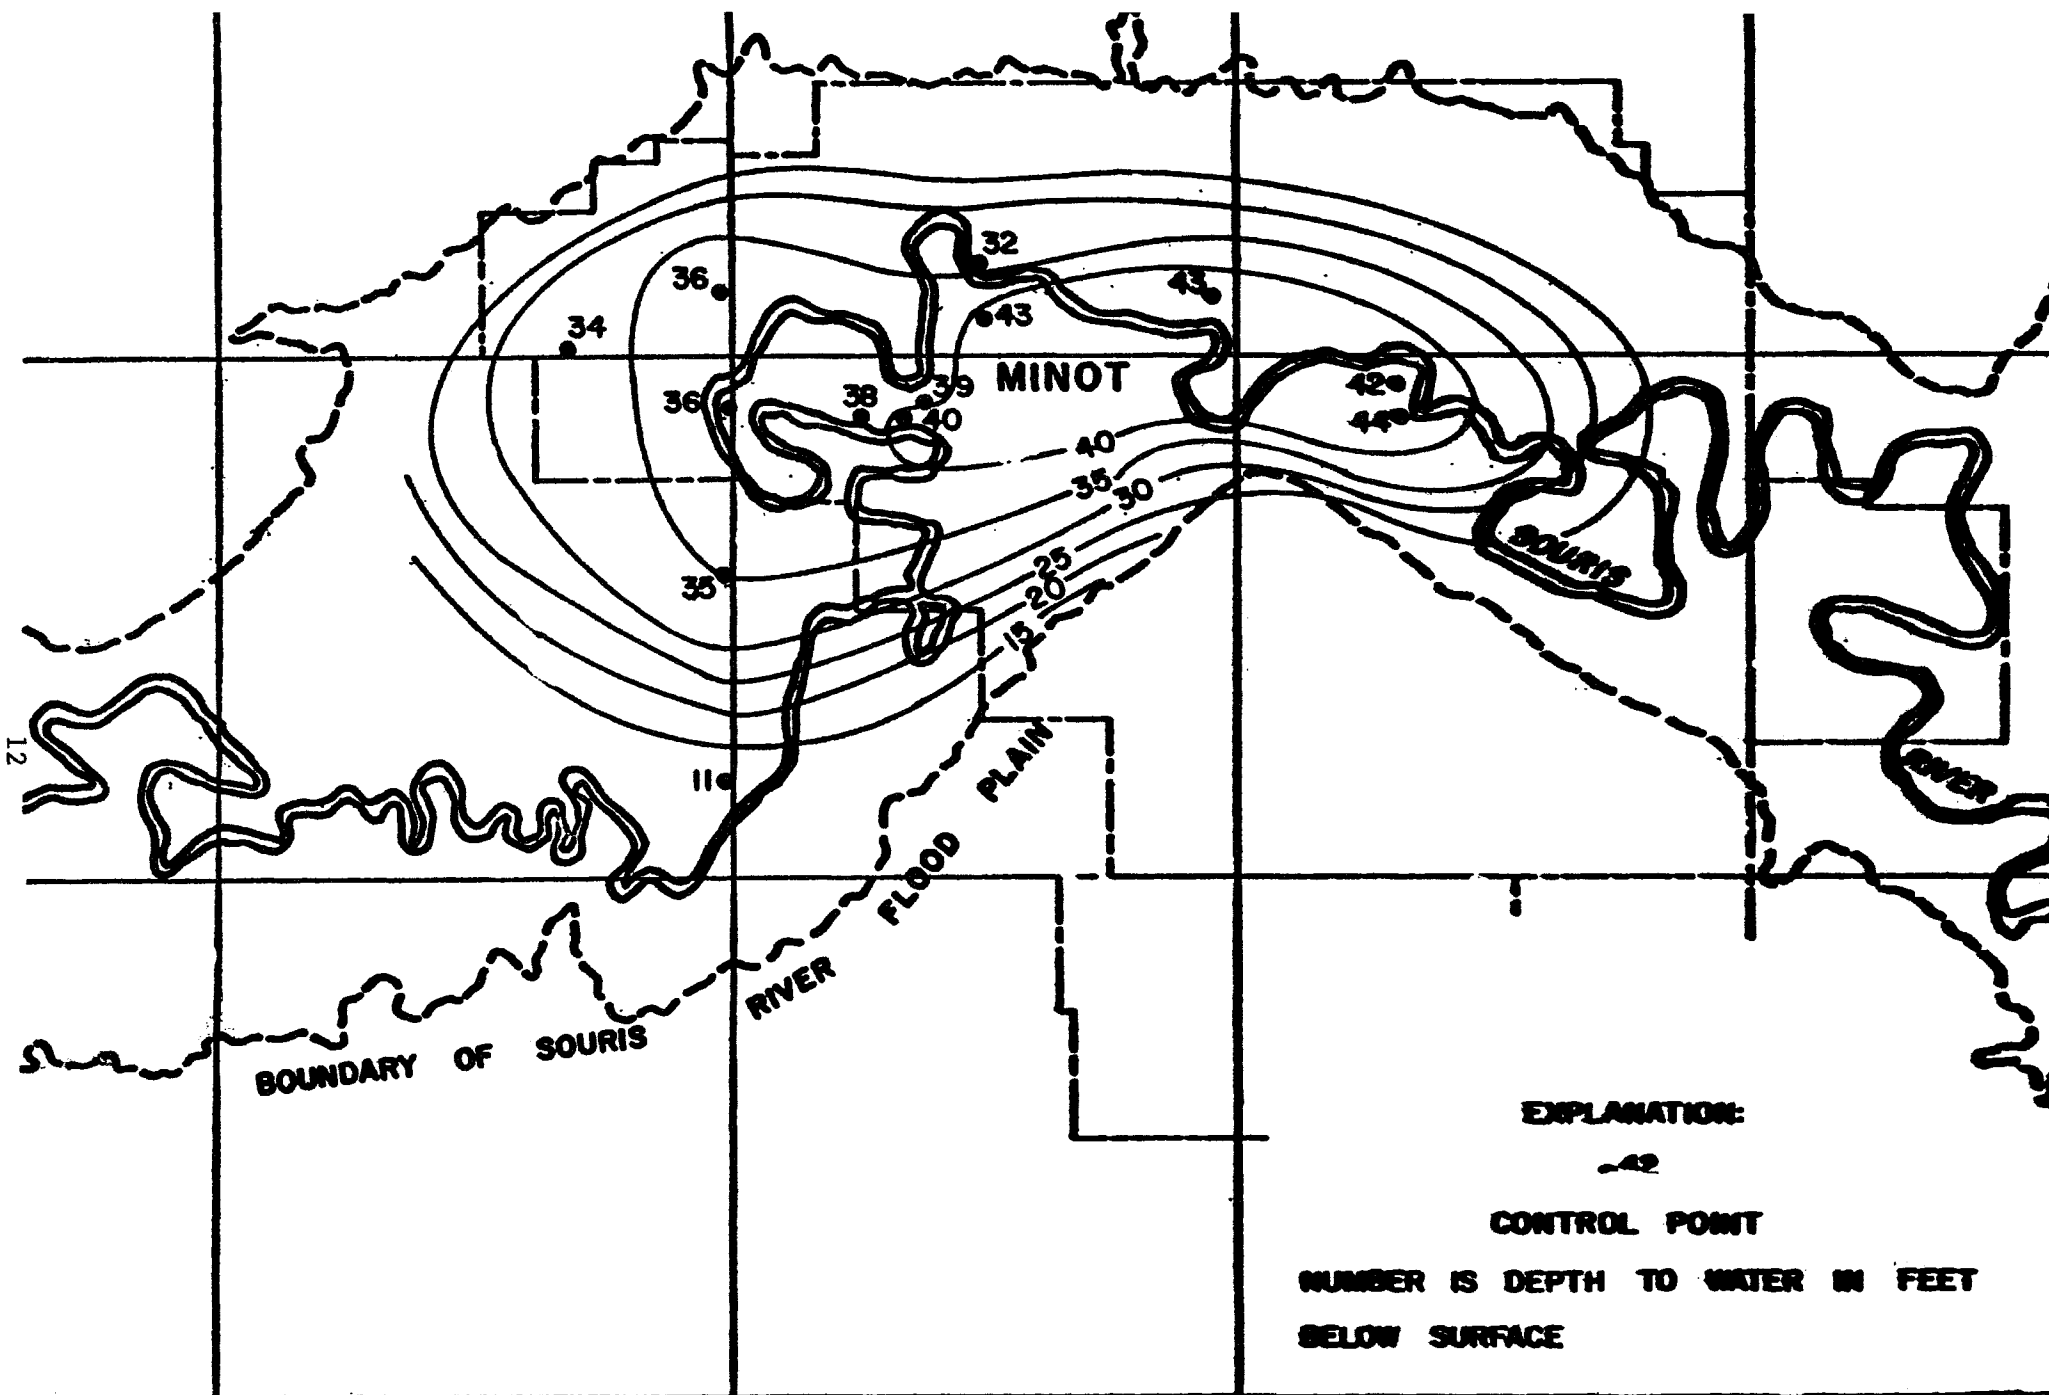 32
36
43
43
34
MINOT
42
39
38
36
40
44
40
35
30
SOURIS
25
35
20
15
12
11
PLAIN
RIVER
FLOOD
RIVER
BOUNDARY OF SOURIS
EXPLANATION:
42
CONTROL POINT
NUMBER IS DEPTH TO WATER IN FEET
BELOW SURFACE